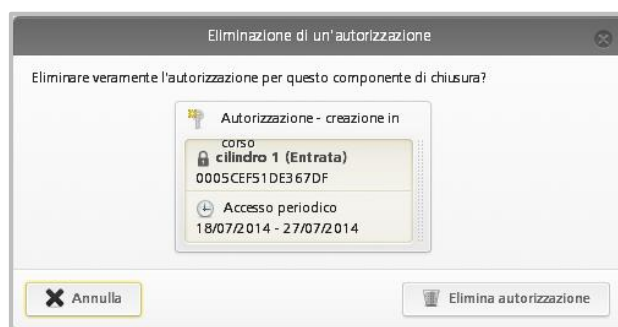 Eliminazione di un'autorizzazione
Eliminare veramente l'autorizzazione per questo componente di chiusura?
Autorizzazione - creazione in
corso
cilindro 1 (Entrata)
0005CEF51DE367DF
Accesso periodico
18/07/2014 - 27/07/2014
Annulla
Elimina autorizzazione